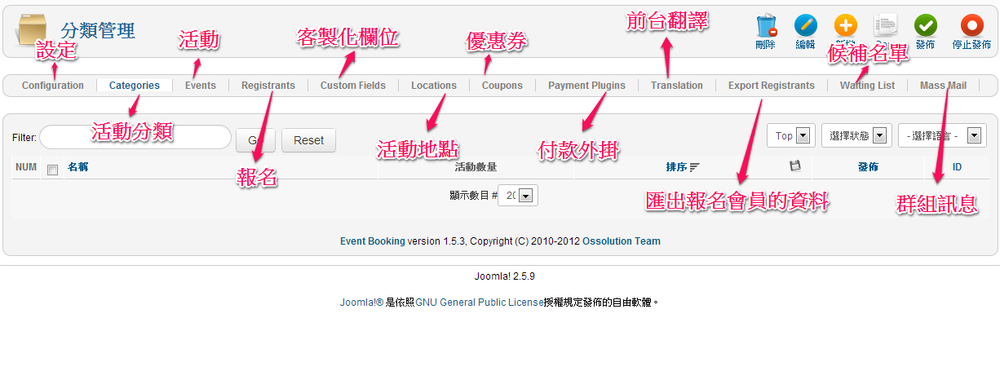 分類管理
設定
活動
客製化欄位
優惠券
前台翻譯
候補名單
刪除
編輯
發佈
停止發佈
Configuration
Categories
Events
Registrants
Custom Fields
Locations
Coupons
Payment Plugins
Translation
Export Registrants
Waiting List
Mass Mail
活動分類
報名
活動地點
付款外掛
匯出報名會員的資料
群組訊息
Filter:
Reset
Top
選擇狀態
- 選擇語言 -
NUM
名稱
活動數量
排序
發佈
ID
顯示數目 #
20
Event Booking version 1.5.3, Copyright (C) 2010-2012 Ossolution Team
Joomla! 2.5.9
Joomla!® 是依照GNU General Public License授權規定發佈的自由軟體。